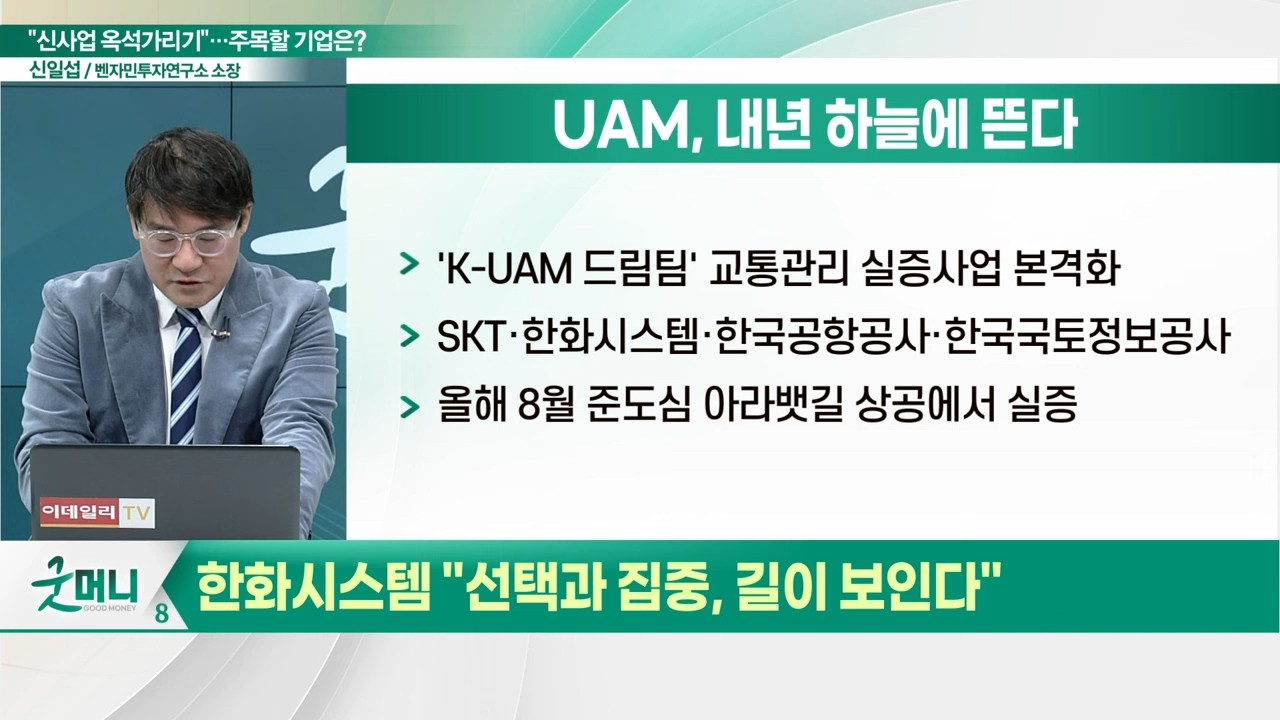 "신사업 옥석가리기"…주목할 기업은?
신일섭 / 벤자민투자연구소 소장
UAM, 내년 하늘에 뜬다
> 'K-UAM 드림팀' 교통관리 실증사업 본격화
> SKT·한화시스템·한국공항공사·한국국토정보공사
> 올해 8월 준도심 아라뱃길 상공에서 실증
이데일리 TV
굿머니
GOOD MONEY
8
한화시스템 "선택과 집중, 길이 보인다"